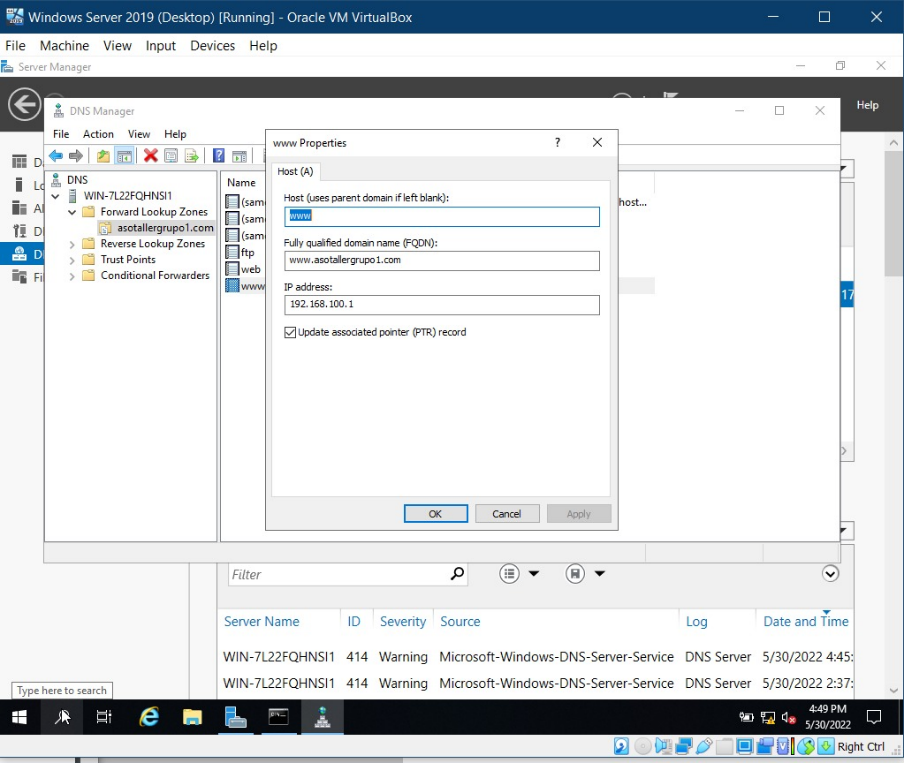 Windows Server 2019 (Desktop) [Running] - Oracle VM VirtualBox
File Machine View Input Devices Help
Server Manager
Help
DNS Manager
File Action View Help
www Properties
?
Host (A)
DNS
WIN-7L22FQHNSI1
Forward Lookup Zones
asotallergrupo1.com
Reverse Lookup Zones
Trust Points
Conditional Forwarders
Name
(sam
(sam
(sam
ftp
web
www
host...
Host (uses parent domain if left blank):
www
Fully qualified domain name (FQDN):
www.asotallergrupo1.com
IP address:
192.168.100.1
Update associated pointer (PTR) record
OK Cancel Apply
D
Lo
Al
D
D
Fi
17
Filter
Server Name ID Severity Source Log Date and Time
WIN-7L22FQHNSI1 414 Warning Microsoft-Windows-DNS-Server-Service DNS Server 5/30/2022 4:45:
WIN-7L22FQHNSI1 414 Warning Microsoft-Windows-DNS-Server-Service DNS Server 5/30/2022 2:37:
Type here to search
4:49 PM
5/30/2022
Right Ctrl